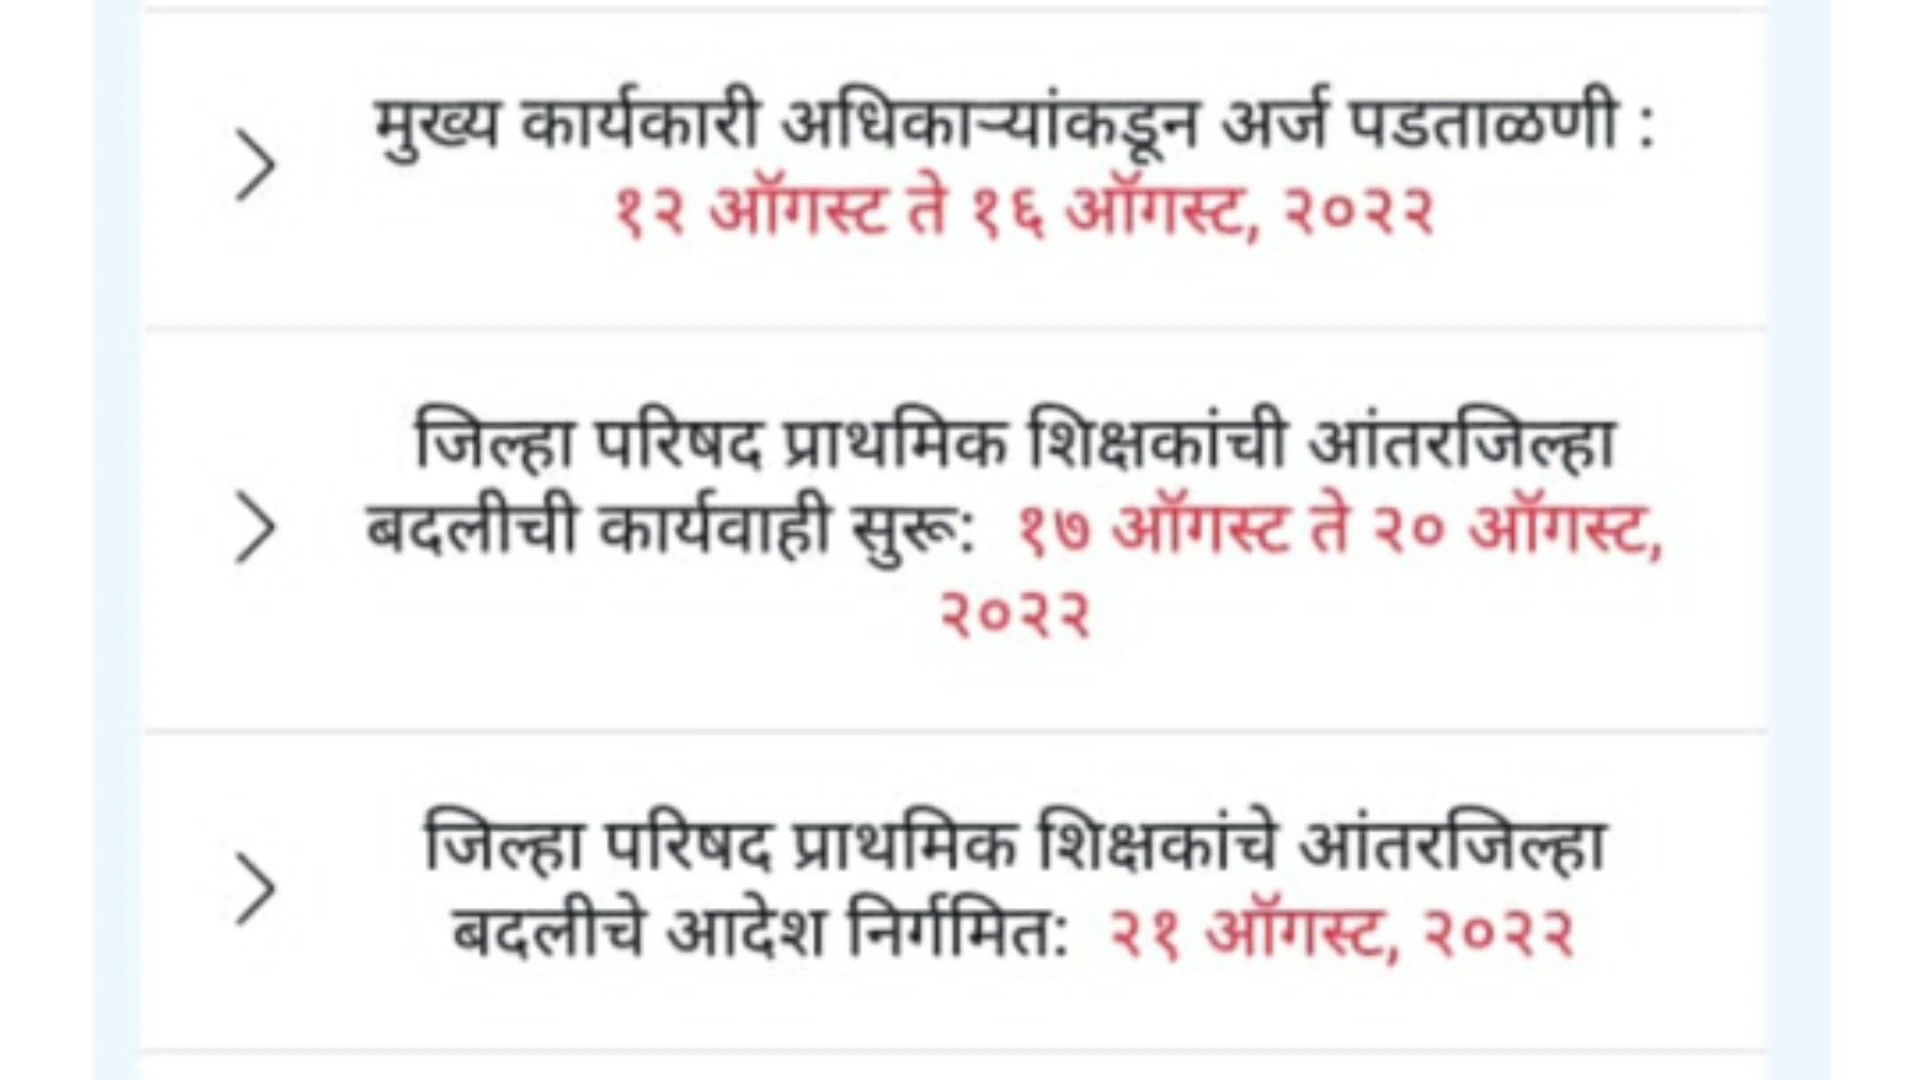 मुख्य कार्यकारी अधिकाऱ्यांकडून अर्ज पडताळणी :
१२ ऑगस्ट ते १६ ऑगस्ट, २०२२
जिल्हा परिषद प्राथमिक शिक्षकांची आंतरजिल्हा
बदलीची कार्यवाही सुरू: १७ ऑगस्ट ते २० ऑगस्ट,
२०२२
जिल्हा परिषद प्राथमिक शिक्षकांचे आंतरजिल्हा
बदलीचे आदेश निर्गमित: २१ ऑगस्ट, २०२२